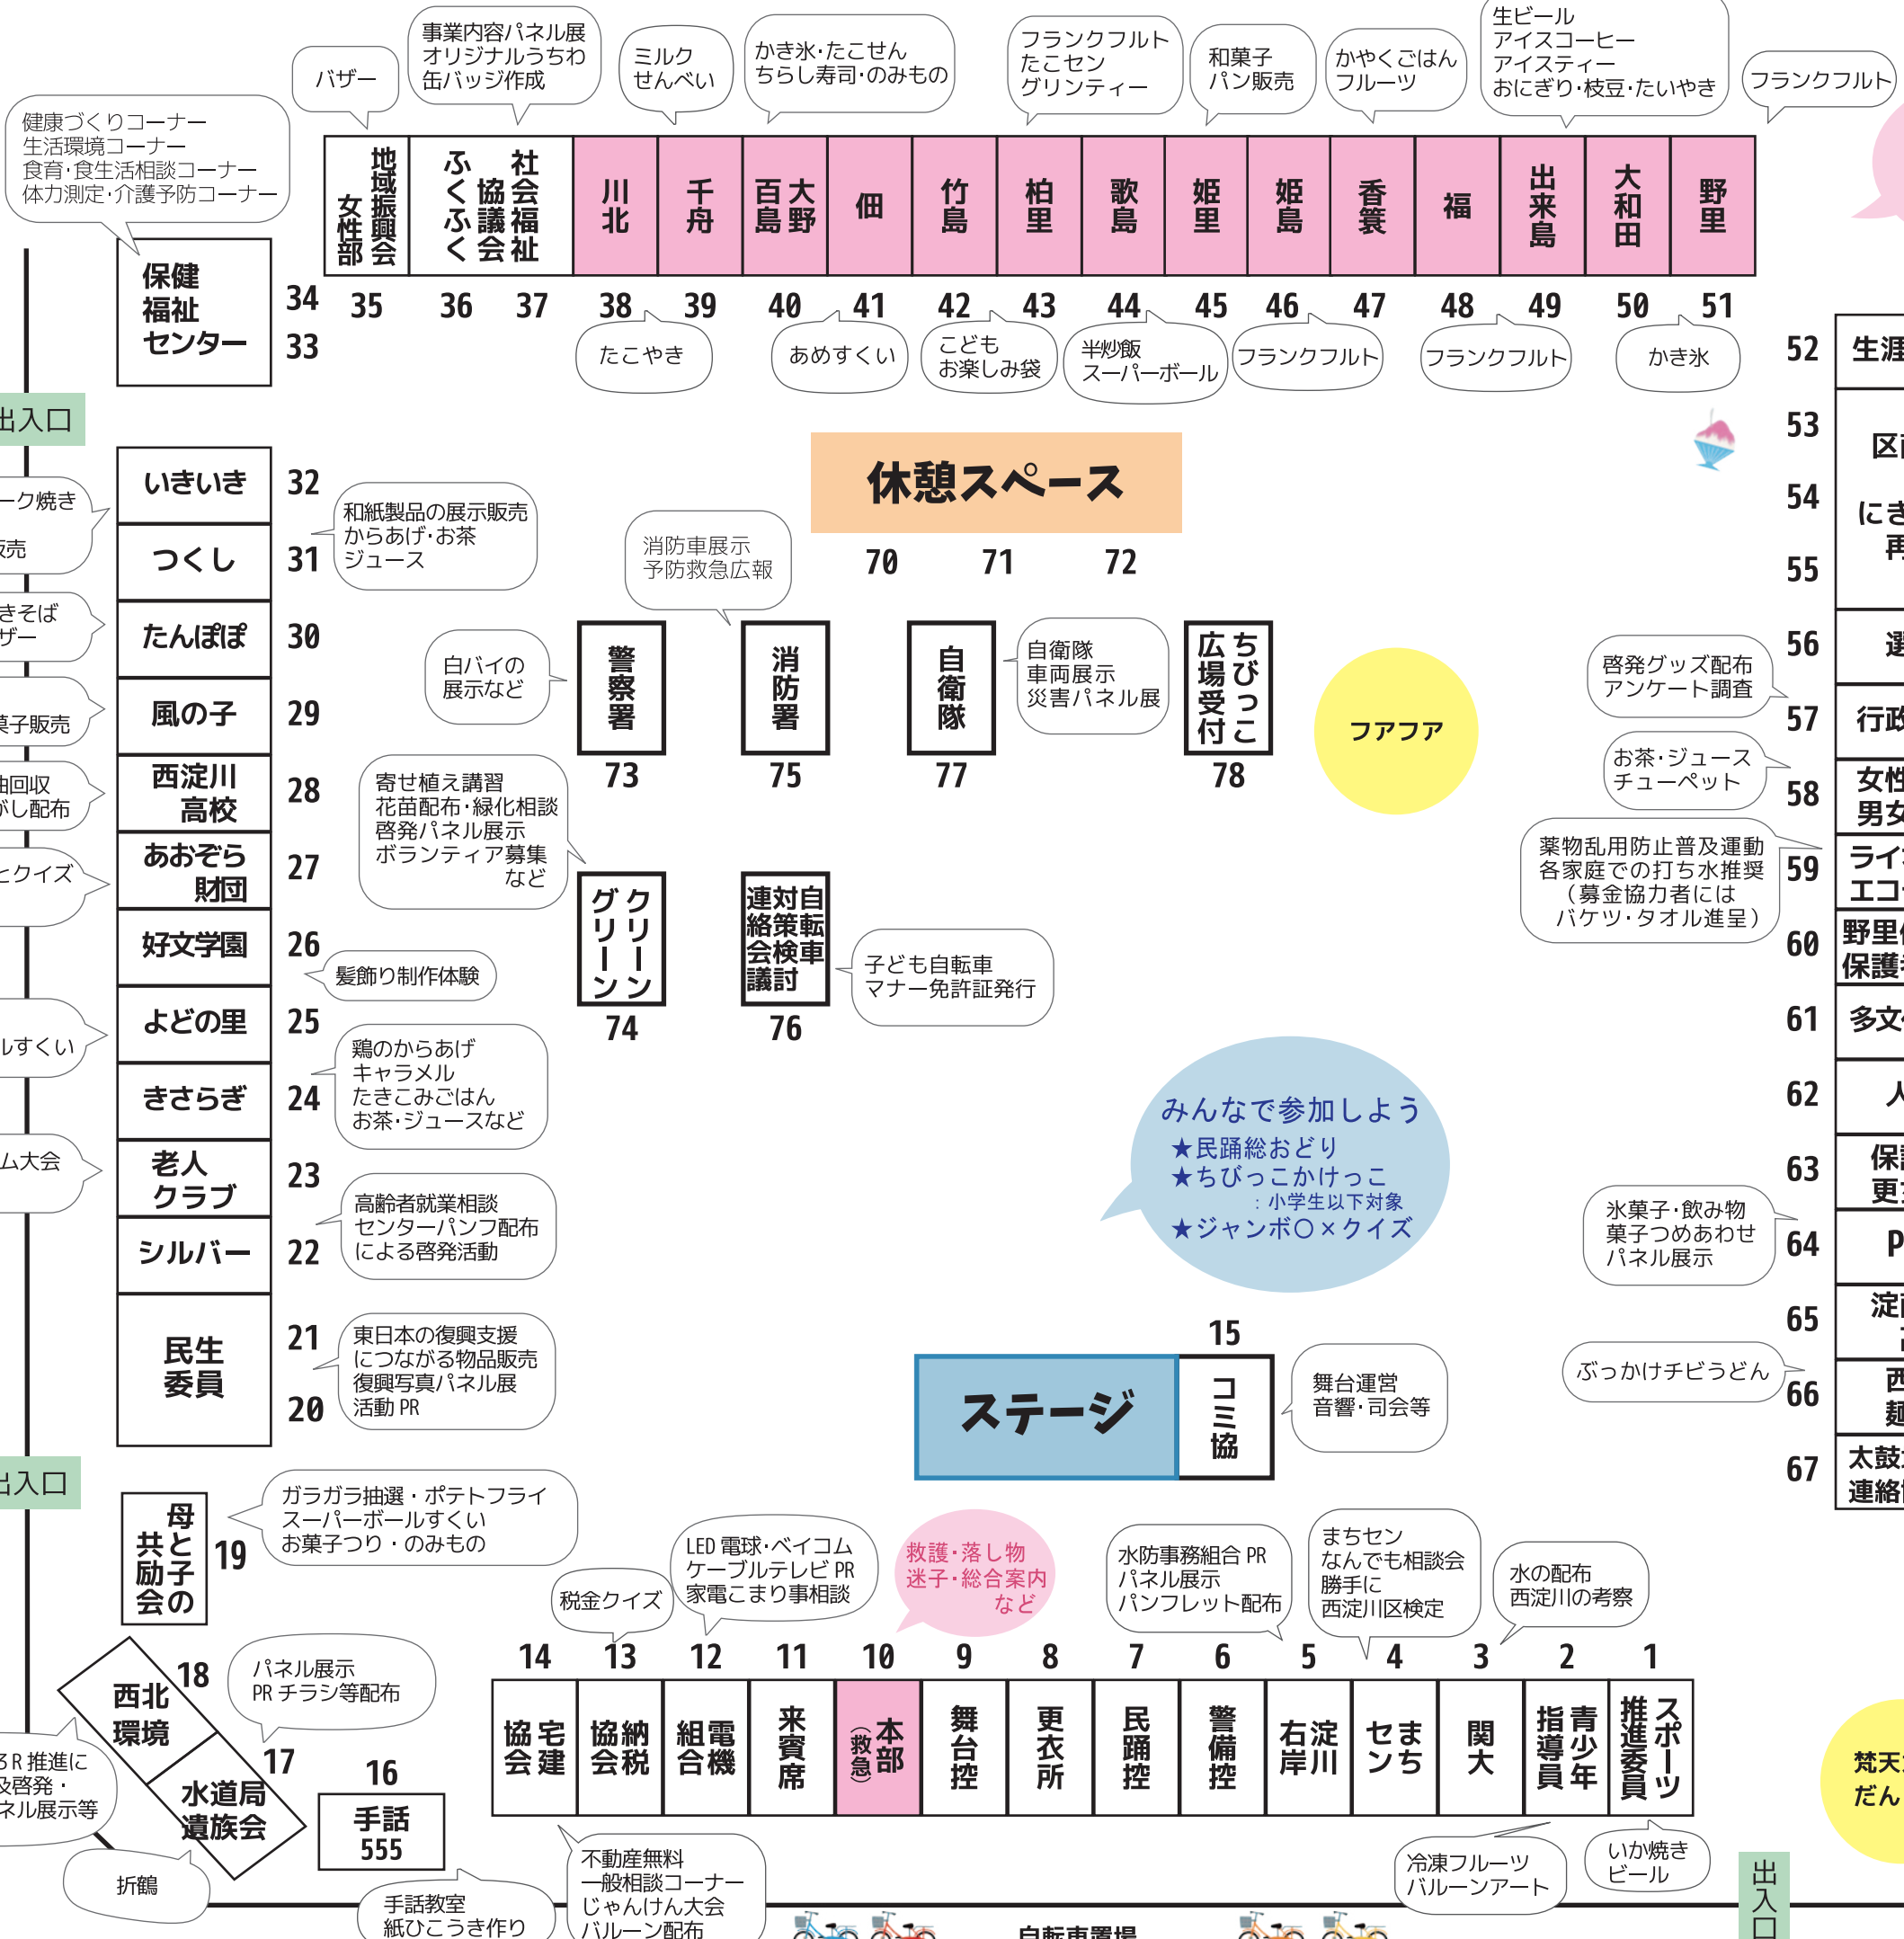 バザー
事業内容パネル展
オリジナルうちわ
缶バッジ作成
ミルク
せんべい
かき氷・たこせん
ちらし寿司・のみもの
フランクフルト
たこセン
グリンティー
和菓子
パン販売
かやくごはん
フルーツ
生ビール
アイスコーヒー
アイスティー
おにぎり・枝豆・たいやき
フランクフルト
健康づくりコーナー
生活環境コーナー
食育・食生活相談コーナー
体力測定・介護予防コーナー
地域振興会
女性部
社会福祉
協議会
ふくふく
川北
千舟
大野
百島
佃
竹島
柏里
歌島
姫里
姫島
香簑
福
出来島
大和田
野里
35 36 37 38 39 40 41 42 43 44 45 46 47 48 49 50 51
保健
福祉
センター
34
33
たこやき
あめすくい
こども
お楽しみ袋
半炒飯
スーパーボール
フランクフルト
フランクフルト
かき氷
出入口
休憩スペース
70 71 72
いきいき
32
つくし
31
たんぽぽ
30
風の子
29
西淀川
高校
28
あおぞら
財団
27
好文学園
26
よどの里
25
きさらぎ
24
老人
クラブ
23
シルバー
22
民生
委員
21
20
ーク焼き
販売
きそば
ザー
菓子販売
油回収
がし配布
とクイズ
ルすくい
ム大会
和紙製品の展示販売
からあげ・お茶
ジュース
髪飾り制作体験
鶏のからあげ
キャラメル
たきこみごはん
お茶・ジュースなど
高齢者就業相談
センターパンフ配布
による啓発活動
東日本の復興支援
につながる物品販売
復興写真パネル展
活動 PR
消防車展示
予防救急広報
白バイの
展示など
警察署
73
消防署
75
自衛隊
77
自衛隊
車両展示
災害パネル展
ちびっこ
広場受付
78
フアフア
寄せ植え講習
花苗配布・緑化相談
啓発パネル展示
ボランティア募集
など
クリーン
グリーン
74
自転車
対策検討
連絡会議
76
子ども自転車
マナー免許証発行
みんなで参加しよう
★民踊総おどり
★ちびっこかけっこ
：小学生以下対象
★ジャンボ○×クイズ
ステージ
15
コミ協
舞台運営
音響・司会等
52
生涯
53
54
55
区
にき
再
56
選
57
行政
58
女性
男女
59
ライ
エコ
60
野里
保護
61
多文
62
人
63
保護
更
64
P
65
淀
66
西
麺
67
太鼓
連絡
啓発グッズ配布
アンケート調査
お茶・ジュース
チューペット
薬物乱用防止普及運動
各家庭での打ち水推奨
（募金協力者には
バケツ・タオル進呈）
氷菓子・飲み物
菓子つめあわせ
パネル展示
ぶっかけチビうどん
出入口
母と子の
共励会
19
ガラガラ抽選・ポテトフライ
スーパーボールすくい
お菓子つり・のみもの
西北
環境
18
パネル展示
PR チラシ等配布
水道局
遺族会
17
3R 推進に
及啓発・
ネル展示等
折鶴
16
手話
555
手話教室
紙ひこうき作り
税金クイズ
LED 電球・ベイコム
ケーブルテレビ PR
家電こまり事相談
救護・落し物
迷子・総合案内
など
水防事務組合 PR
パネル展示
パンフレット配布
まちセン
なんでも相談会
勝手に
西淀川区検定
水の配布
西淀川の考察
14 13 12 11 10 9 8 7 6 5 4 3 2 1
宅建
協会
納税
協会
電機
組合
来賓席
本部
（救急）
舞台控
更衣所
民踊控
警備控
淀川
右岸
まち
セン
関大
青少年
指導員
スポーツ
推進委員
不動産無料
一般相談コーナー
じゃんけん大会
バルーン配布
冷凍フルーツ
バルーンアート
いか焼き
ビール
出入口
梵天
だん
自転車置場